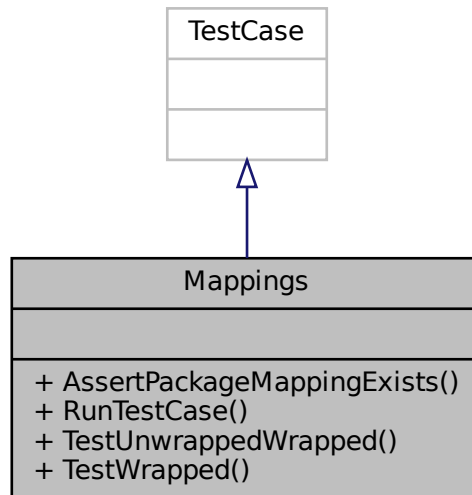 TestCase
Mappings
+ AssertPackageMappingExists()
+ RunTestCase()
+ TestUnwrappedWrapped()
+ TestWrapped()